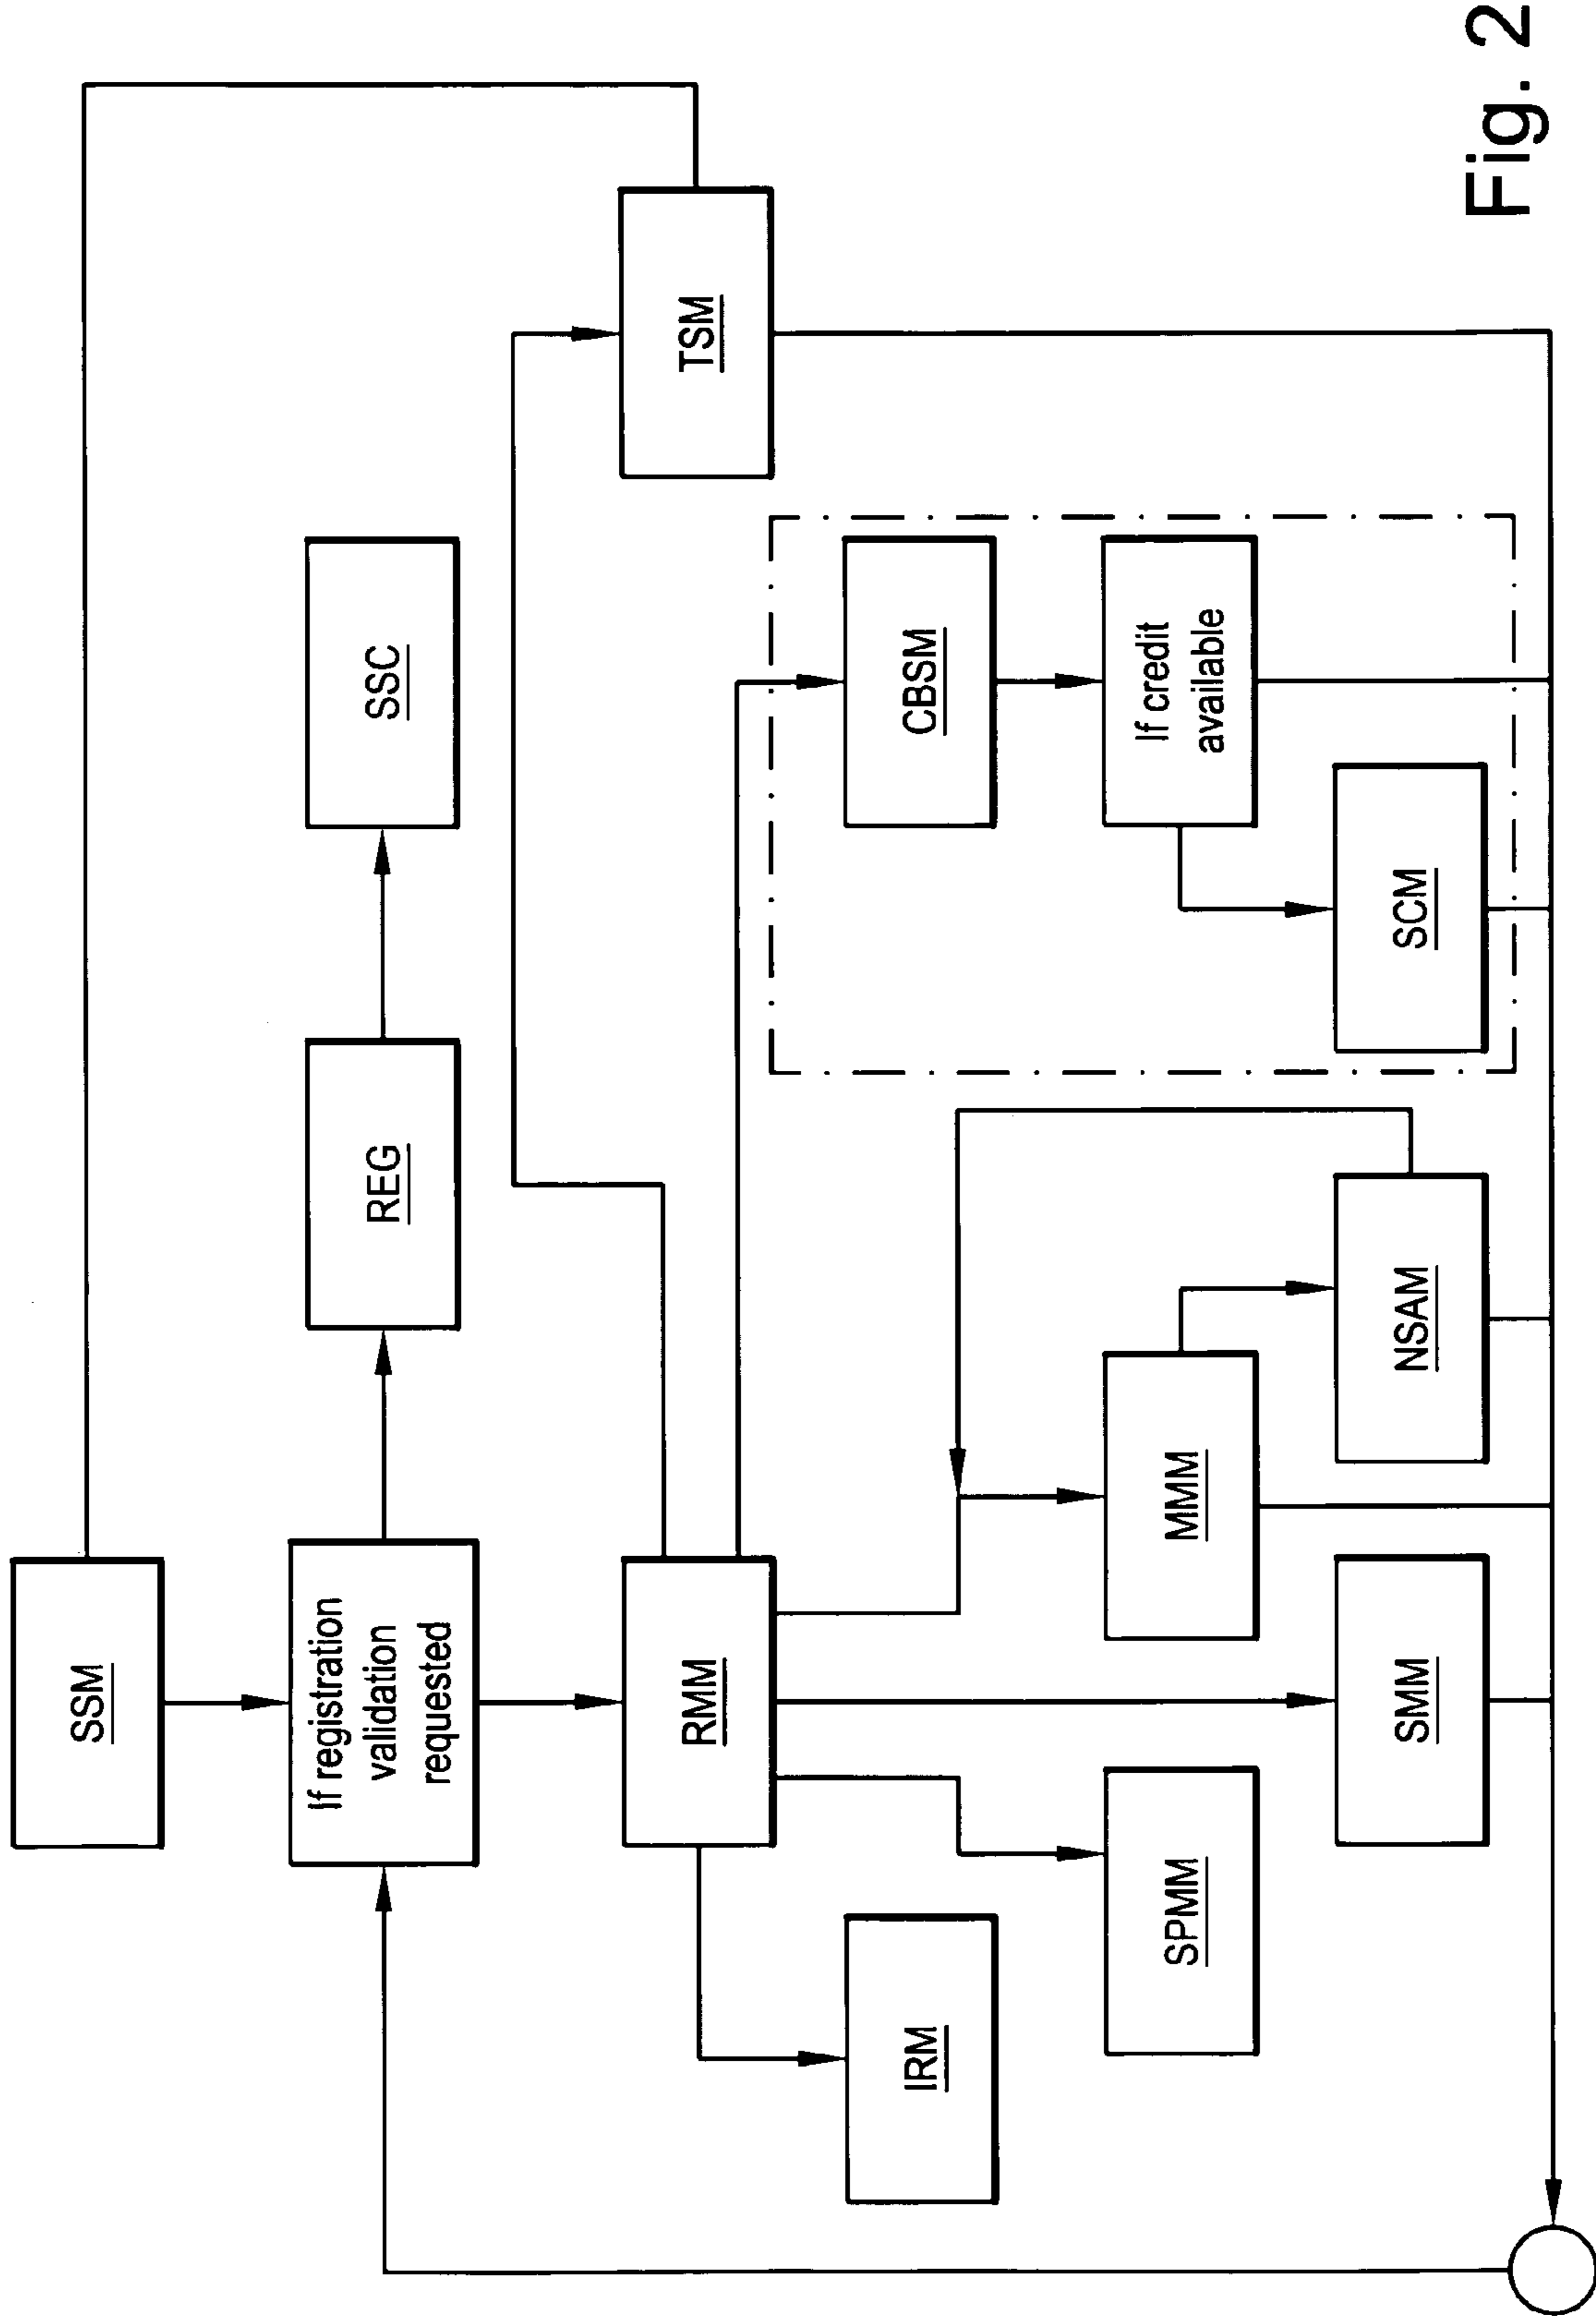 SSM
If registration
validation
requested
REG
SSC
RMM
TSM
IRM
CBSM
SPMM
MMM
If credit
available
SMM
NSAM
SCM
Fig. 2